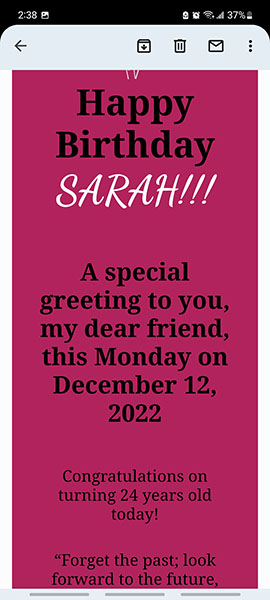 2:38
37%
Happy
Birthday
SARAH!!!
A special
greeting to you,
my dear friend,
this Monday on
December 12,
2022
Congratulations on
turning 24 years old
today!
“Forget the past; look
forward to the future,